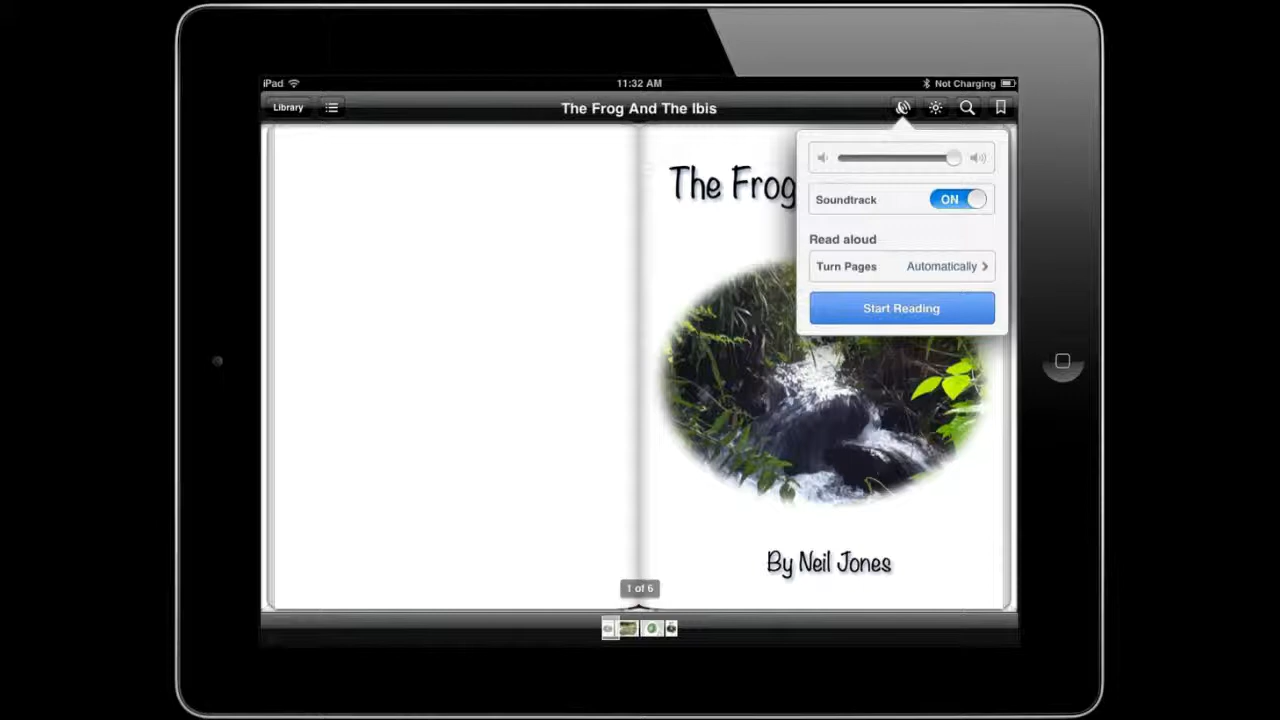 iPad
11:32 AM
Not Charging
Library
The Frog And The Ibis
The Frog
Soundtrack
ON
Read aloud
Turn Pages
Automatically
Start Reading
By Neil Jones
1 of 6